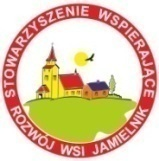 STOWARZYSZENIE WSPIERAJĄCE
ROZWÓJ WSI JAMIELNIK